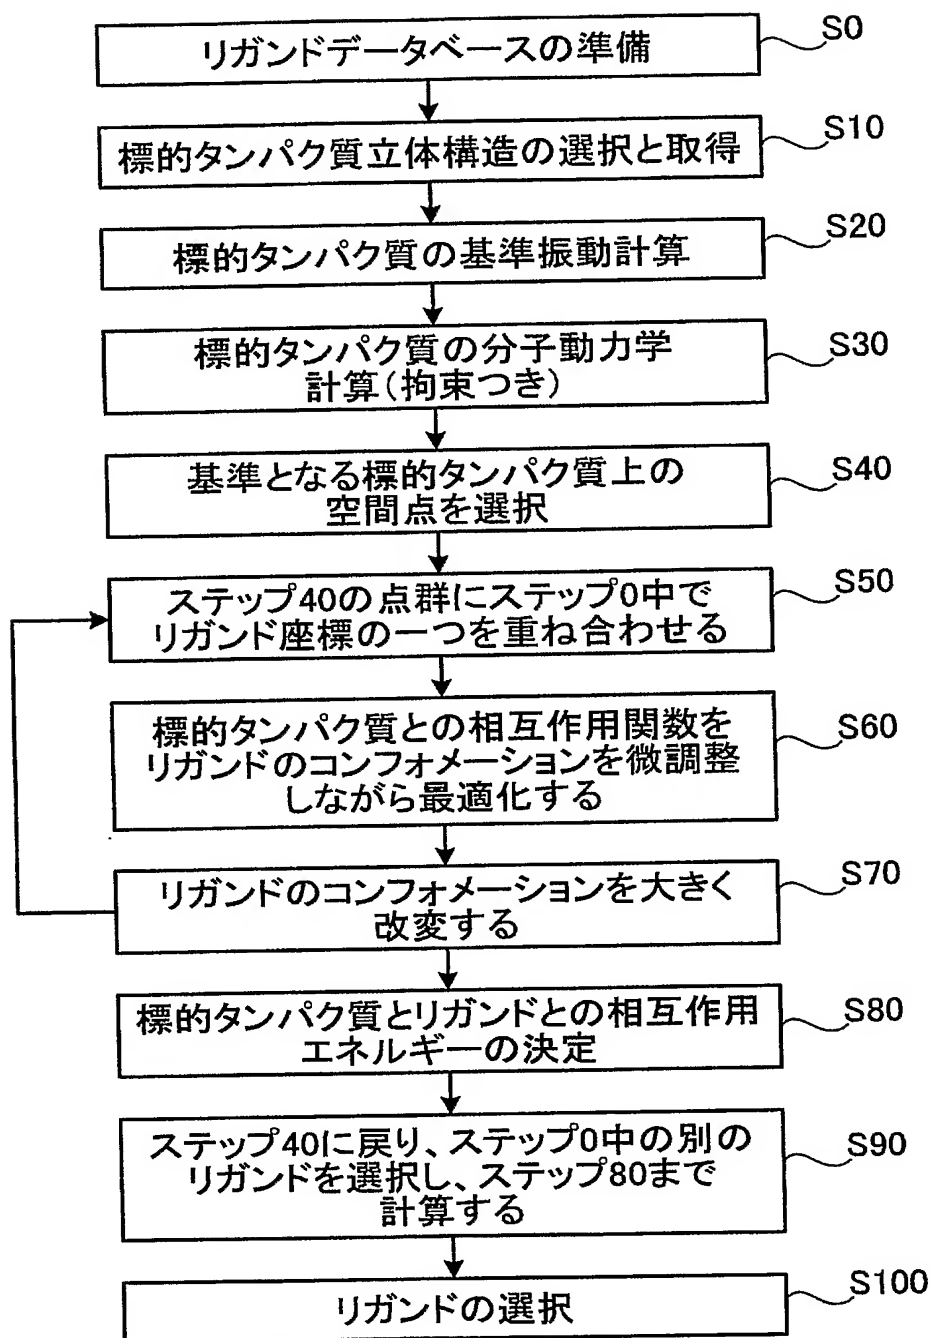 リガンドデータベースの準備
S0
標的タンパク質立体構造の選択と取得
S10
標的タンパク質の基準振動計算
S20
標的タンパク質の分子動力学
計算(拘束つき)
S30
基準となる標的タンパク質上の
空間点を選択
S40
ステップ40の点群にステップ0中で
リガンド座標の一つを重ね合わせる
S50
標的タンパク質との相互作用関数を
リガンドのコンフォメーションを微調整
しながら最適化する
S60
リガンドのコンフォメーションを大きく
改変する
S70
標的タンパク質とリガンドとの相互作用
エネルギーの決定
S80
ステップ40に戻り、ステップ0中の別の
リガンドを選択し、ステップ80まで
計算する
S90
リガンドの選択
S100